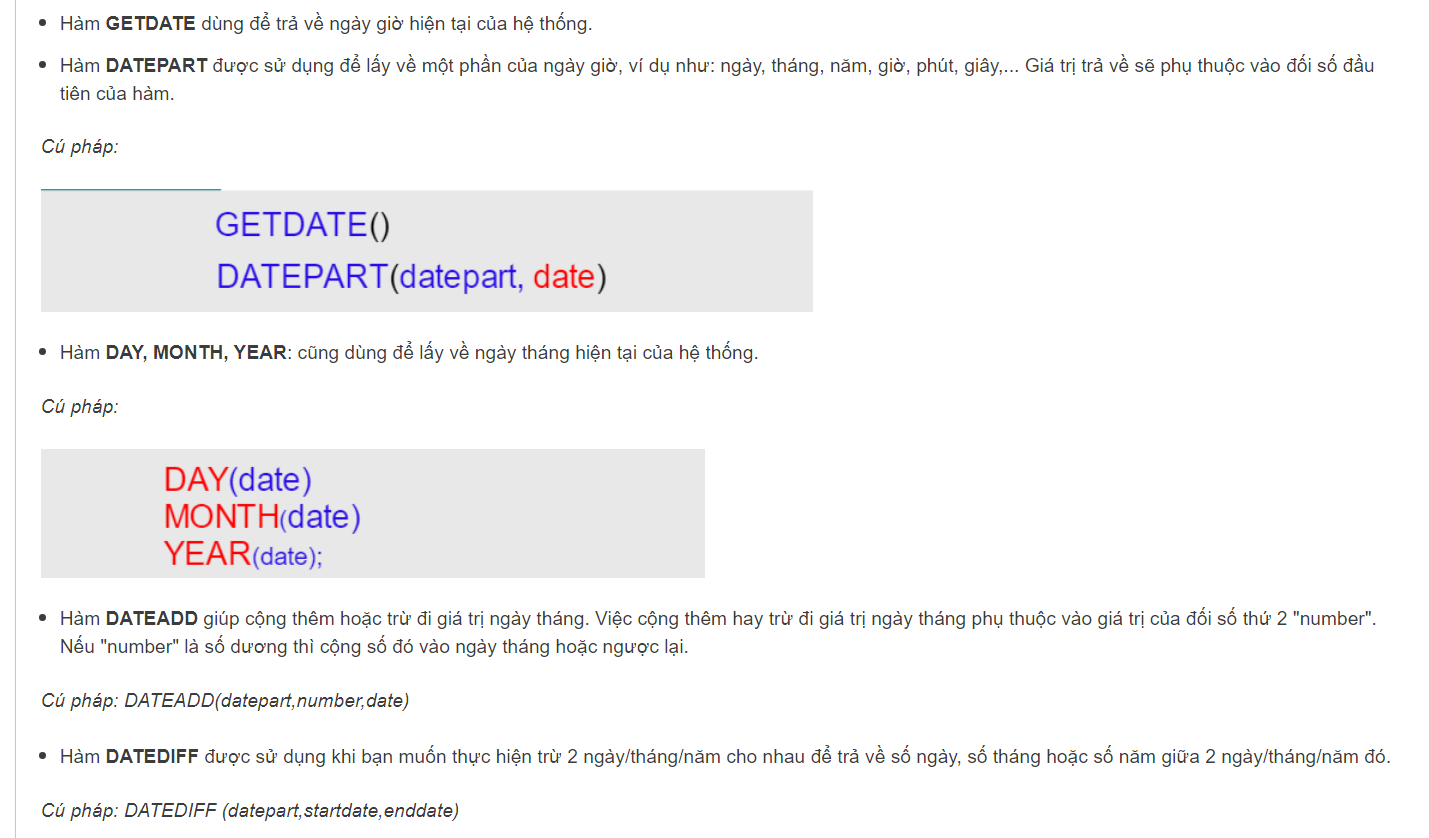 Hàm GETDATE dùng để trả về ngày giờ hiện tại của hệ thống.
Hàm DATEPART được sử dụng để lấy về một phần của ngày giờ, ví dụ như: ngày, tháng, năm, giờ, phút, giây,... Giá trị trả về sẽ phụ thuộc vào đối số đầu
tiên của hàm.
Cú pháp:
GETDATE()
DATEPART(datepart, date)
Hàm DAY, MONTH, YEAR: cũng dùng để lấy về ngày tháng hiện tại của hệ thống.
Cú pháp:
DAY(date)
MONTH(date)
YEAR(date);
Hàm DATEADD giúp cộng thêm hoặc trừ đi giá trị ngày tháng. Việc cộng thêm hay trừ đi giá trị ngày tháng phụ thuộc vào giá trị của đối số thứ 2 "number".
Nếu "number" là số dương thì cộng số đó vào ngày tháng hoặc ngược lại.
Cú pháp: DATEADD(datepart,number,date)
Hàm DATEDIFF được sử dụng khi bạn muốn thực hiện trừ 2 ngày/tháng/năm cho nhau để trả về số ngày, số tháng hoặc số năm giữa 2 ngày/tháng/năm đó.
Cú pháp: DATEDIFF (datepart,startdate,enddate)